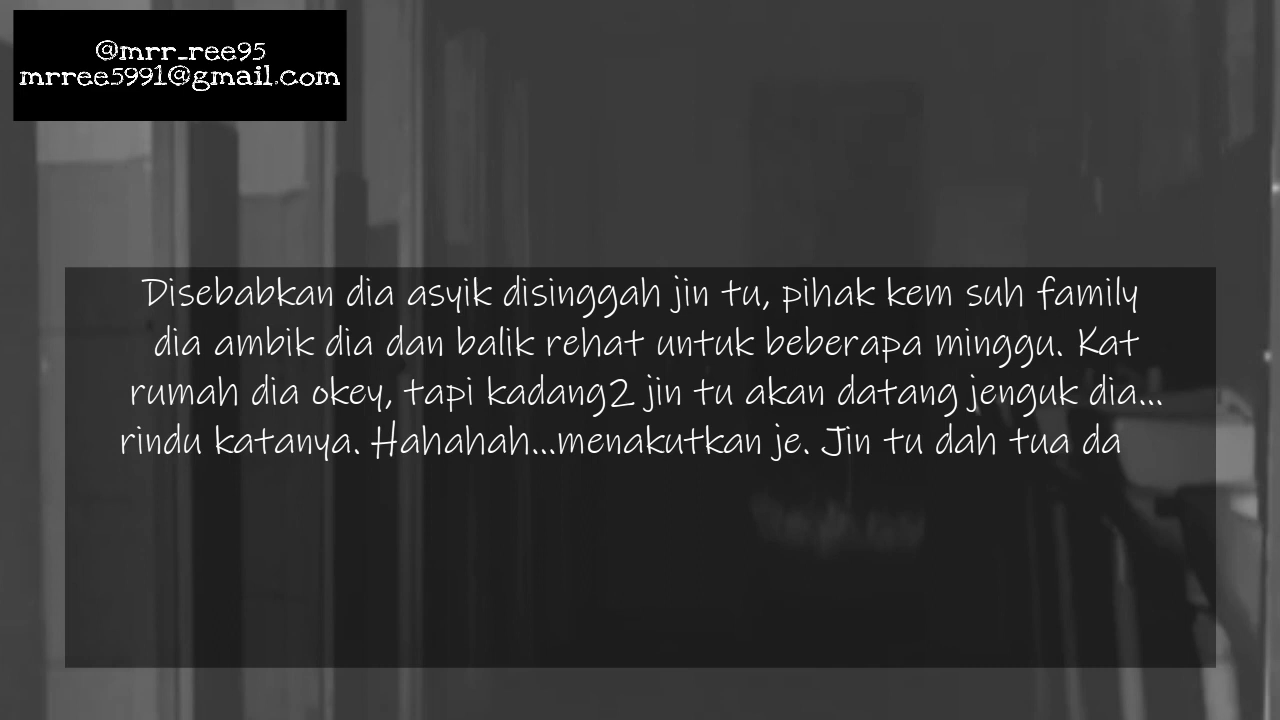 @mrr_ree95
mrree5991@gmail.com
Disebabkan dia asyik disinggah jin tu, pihak kem suh family
dia ambik dia dan balik rehat untuk beberapa minggu. Kat
rumah dia okey, tapi kadang2 jin tu akan datang jenguk dia...
rindu katanya. Hahahah...menakutkan je. Jin tu dah tua da